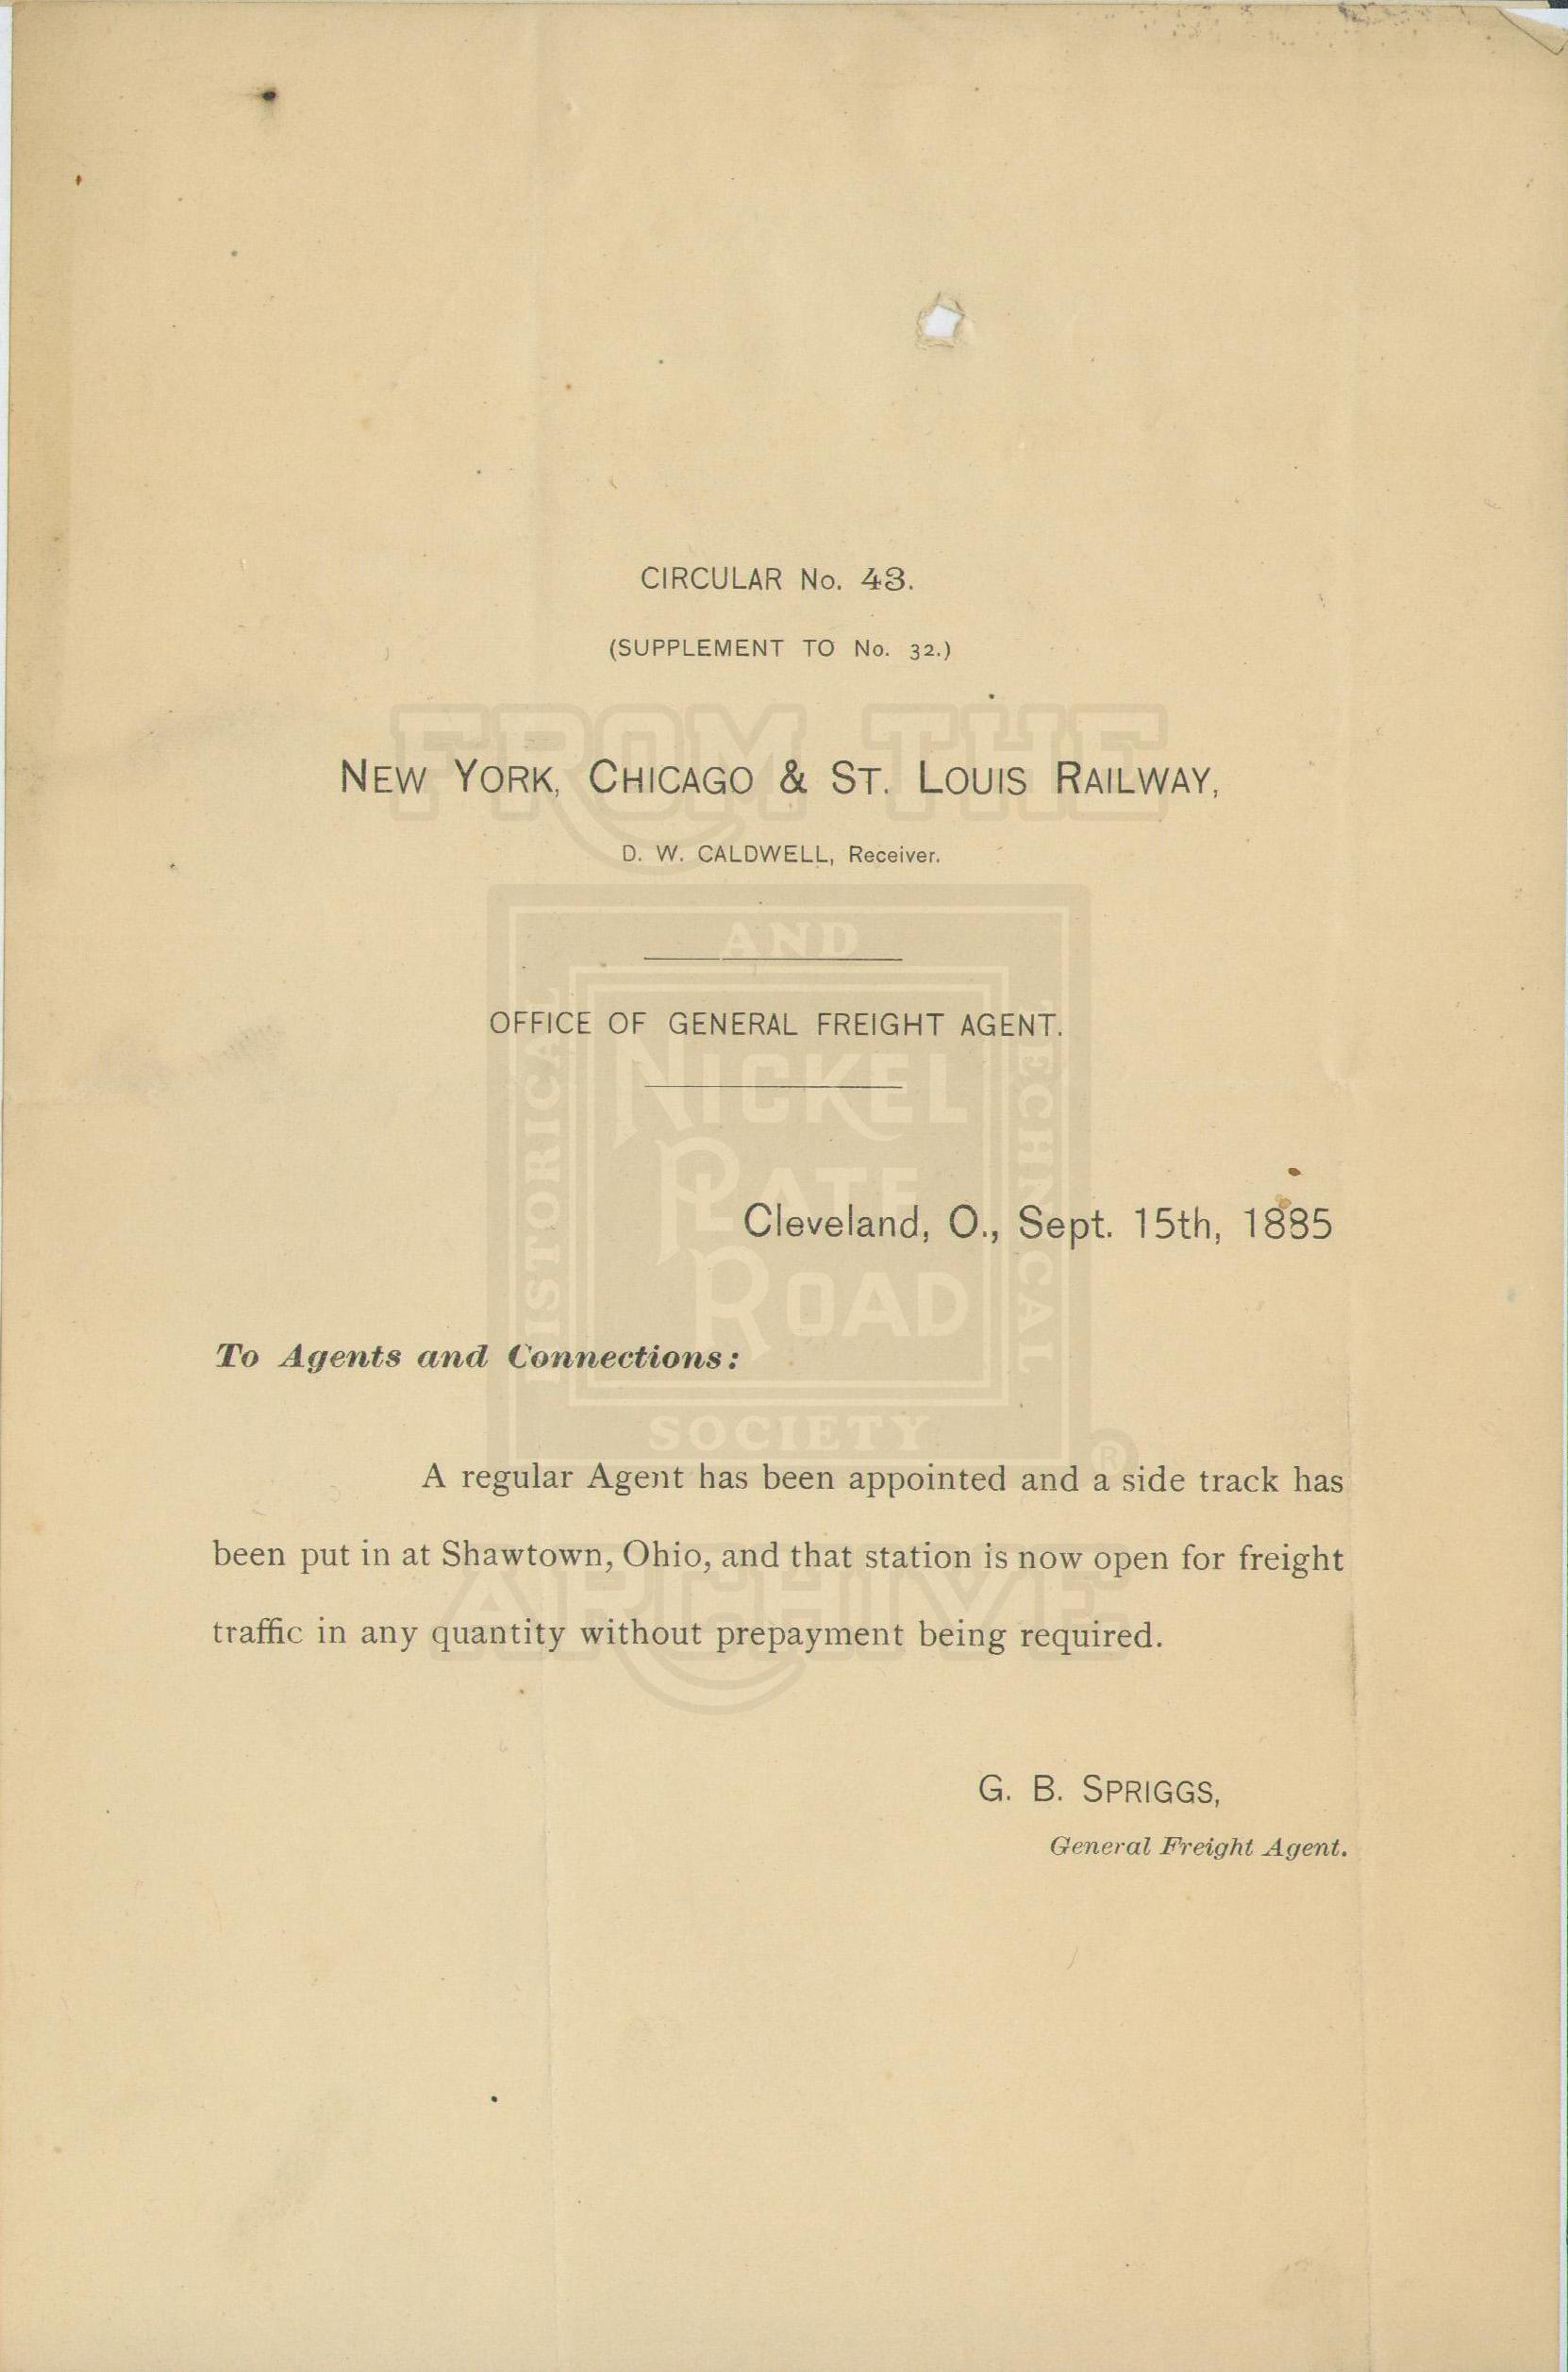 CIRCULAR No. 43.
(SUPPLEMENT TO No. 32.)
FROM THE
NEW YORK, CHICAGO & ST. LOUIS RAILWAY,
D. W. CALDWELL, Receiver.
AND
OFFICE OF GENERAL FREIGHT AGENT.
HISTORICAL
TECHNICAL
NICKEL
PLATE
ROAD
Cleveland, O., Sept. 15th, 1885
To Agents and Connections:
SOCIETY
®
A regular Agent has been appointed and a side track has
been put in at Shawtown, Ohio, and that station is now open for freight
traffic in any quantity without prepayment being required.
ARCHIVE
G. B. SPRIGGS,
General Freight Agent.